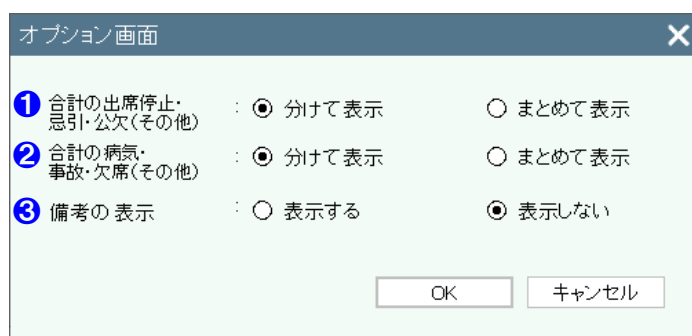 オプション画面
❶ 合計の出席停止・
忌引・公欠(その他) : 分けて表示 まとめて表示
❷ 合計の病気・
事故・欠席(その他) : 分けて表示 まとめて表示
❸ 備考の表示 : 表示する 表示しない
OK キャンセル